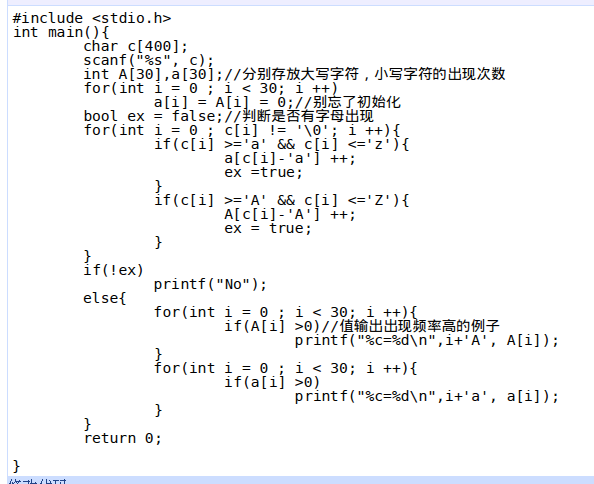 #include <stdio.h>
int main(){
char c[400];
scanf("%s", c);
int A[30],a[30];//分别存放大写字符，小写字符的出现次数
for(int i = 0 ; i < 30; i ++)
a[i] = A[i] = 0;//别忘了初始化
bool ex = false;//判断是否有字母出现
for(int i = 0 ; c[i] != '\0'; i ++){
if(c[i] >='a' && c[i] <='z'){
a[c[i]-'a'] ++;
ex =true;
}
if(c[i] >='A' && c[i] <='Z'){
A[c[i]-'A'] ++;
ex = true;
}
}
if(!ex)
printf("No");
else{
for(int i = 0 ; i < 30; i ++){
if(A[i] >0)//值输出出现频率高的例子
printf("%c=%d\n",i+'A', A[i]);
}
for(int i = 0 ; i < 30; i ++){
if(a[i] >0)
printf("%c=%d\n",i+'a', a[i]);
}
}
return 0;
}